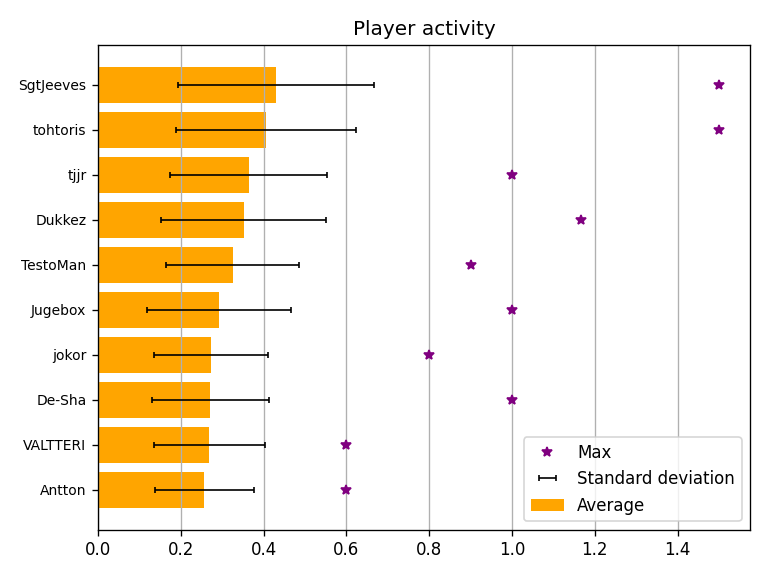 Player activity
SgtJeeves
tohtoris
tjjr
Dukkez
TestoMan
Jugebox
jokor
De-Sha
VALTTERI
Antton
Max
Standard deviation
Average
0.0 0.2 0.4 0.6 0.8 1.0 1.2 1.4